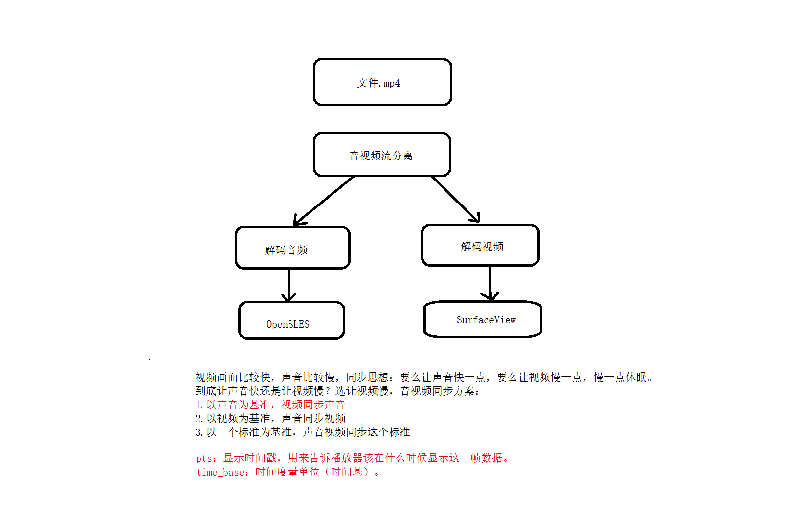 文件.mp4
音视频流分离
解码音频
解码视频
OpenSLES
SurfaceView
视频画面比较快，声音比较慢，同步思想：要么让声音快一点，要么让视频慢一点，慢一点休眠。
到底让声音快还是让视频慢？选让视频慢，音视频同步方案：
1.以声音为基准，视频同步声音
2.以视频为基准，声音同步视频
3.以一个标准为基准，声音视频同步这个标准
pts：显示时间戳，用来告诉播放器该在什么时候显示这一帧数据。
time_base：时间度量单位（时间基）。